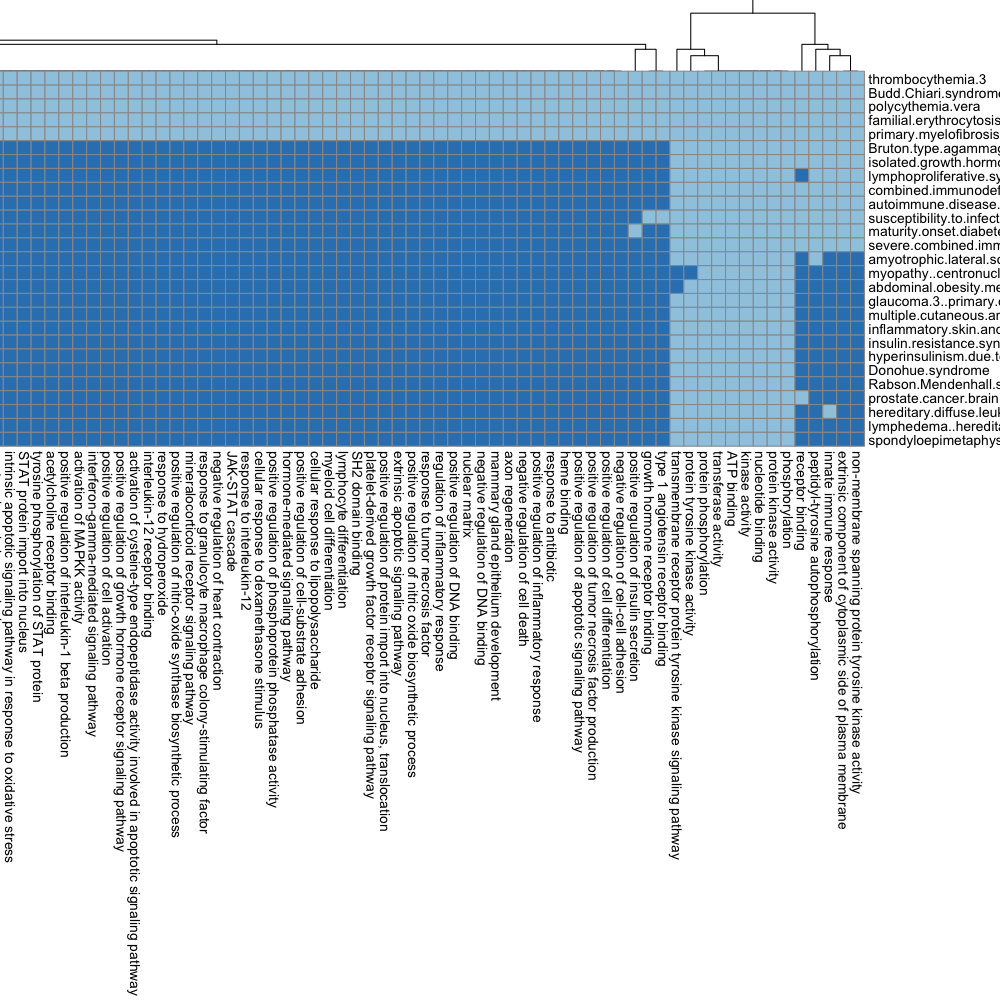 thrombocythemia.3
Budd.Chiari.syndrome
polycythemia.vera
familial.erythrocytosis
primary.myelofibrosis
Bruton.type.agammag
isolated.growth.hormo
lymphoproliferative.sy
combined.immunodef
autoimmune.disease.
susceptibility.to.infect
maturity.onset.diabete
severe.combined.imm
amyotrophic.lateral.sc
myopathy..centronucl
abdominal.obesity.me
glaucoma.3..primary.c
multiple.cutaneous.an
inflammatory.skin.and
insulin.resistance.syn
hyperinsulinism.due.to
Donohue.syndrome
Rabson.Mendenhall.s
prostate.cancer.brain
hereditary.diffuse.leuk
lymphedema..heredita
spondyloepimetaphys
intrinsic apoptotic signaling pathway in response to oxidative stress
STAT protein import into nucleus
tyrosine phosphorylation of STAT protein
acetylcholine receptor binding
positive regulation of interleukin-1 beta production
activation of MAPKK activity
interferon-gamma-mediated signaling pathway
positive regulation of cell activation
positive regulation of growth hormone receptor signaling pathway
activation of cysteine-type endopeptidase activity involved in apoptotic signaling pathway
interleukin-12 receptor binding
response to hydroperoxide
positive regulation of nitric-oxide synthase biosynthetic process
mineralocorticoid receptor signaling pathway
response to granulocyte macrophage colony-stimulating factor
negative regulation of heart contraction
JAK-STAT cascade
response to interleukin-12
cellular response to dexamethasone stimulus
positive regulation of phosphoprotein phosphatase activity
hormone-mediated signaling pathway
positive regulation of cell-substrate adhesion
cellular response to lipopolysaccharide
myeloid cell differentiation
lymphocyte differentiation
SH2 domain binding
platelet-derived growth factor receptor signaling pathway
positive regulation of protein import into nucleus, translocation
extrinsic apoptotic signaling pathway
positive regulation of nitric oxide biosynthetic process
response to tumor necrosis factor
regulation of inflammatory response
positive regulation of DNA binding
nuclear matrix
negative regulation of DNA binding
mammary gland epithelium development
axon regeneration
negative regulation of cell death
positive regulation of inflammatory response
response to antibiotic
heme binding
positive regulation of apoptotic signaling pathway
positive regulation of tumor necrosis factor production
positive regulation of cell differentiation
negative regulation of cell-cell adhesion
positive regulation of insulin secretion
growth hormone receptor binding
type 1 angiotensin receptor binding
transmembrane receptor protein tyrosine kinase signaling pathway
protein tyrosine kinase activity
protein phosphorylation
transferase activity
ATP binding
kinase activity
nucleotide binding
protein kinase activity
phosphorylation
receptor binding
peptidyl-tyrosine autophosphorylation
innate immune response
extrinsic component of cytoplasmic side of plasma membrane
non-membrane spanning protein tyrosine kinase activity